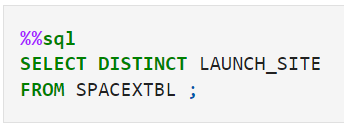 %%sql
SELECT DISTINCT LAUNCH_SITE
FROM SPACEXTBL ;